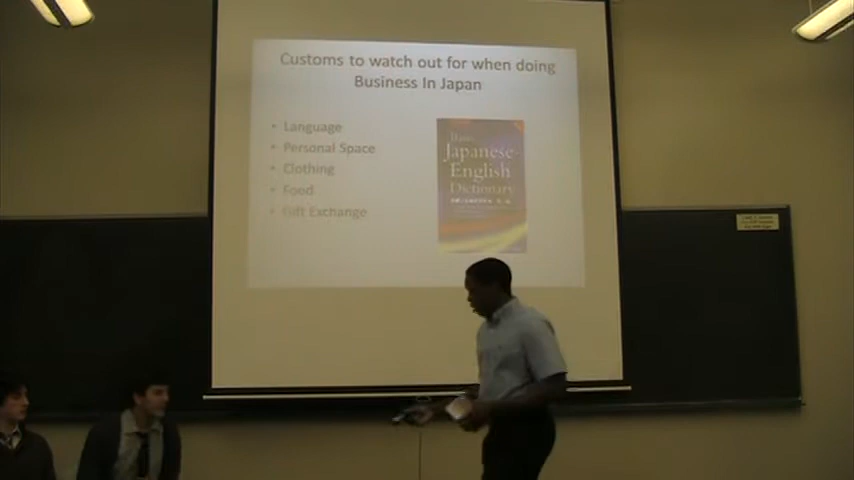 Customs to watch out for when doing
Business In Japan
• Language
• Personal Space
• Clothing
• Food
• Gift Exchange
Japanese-
English
Dictionary